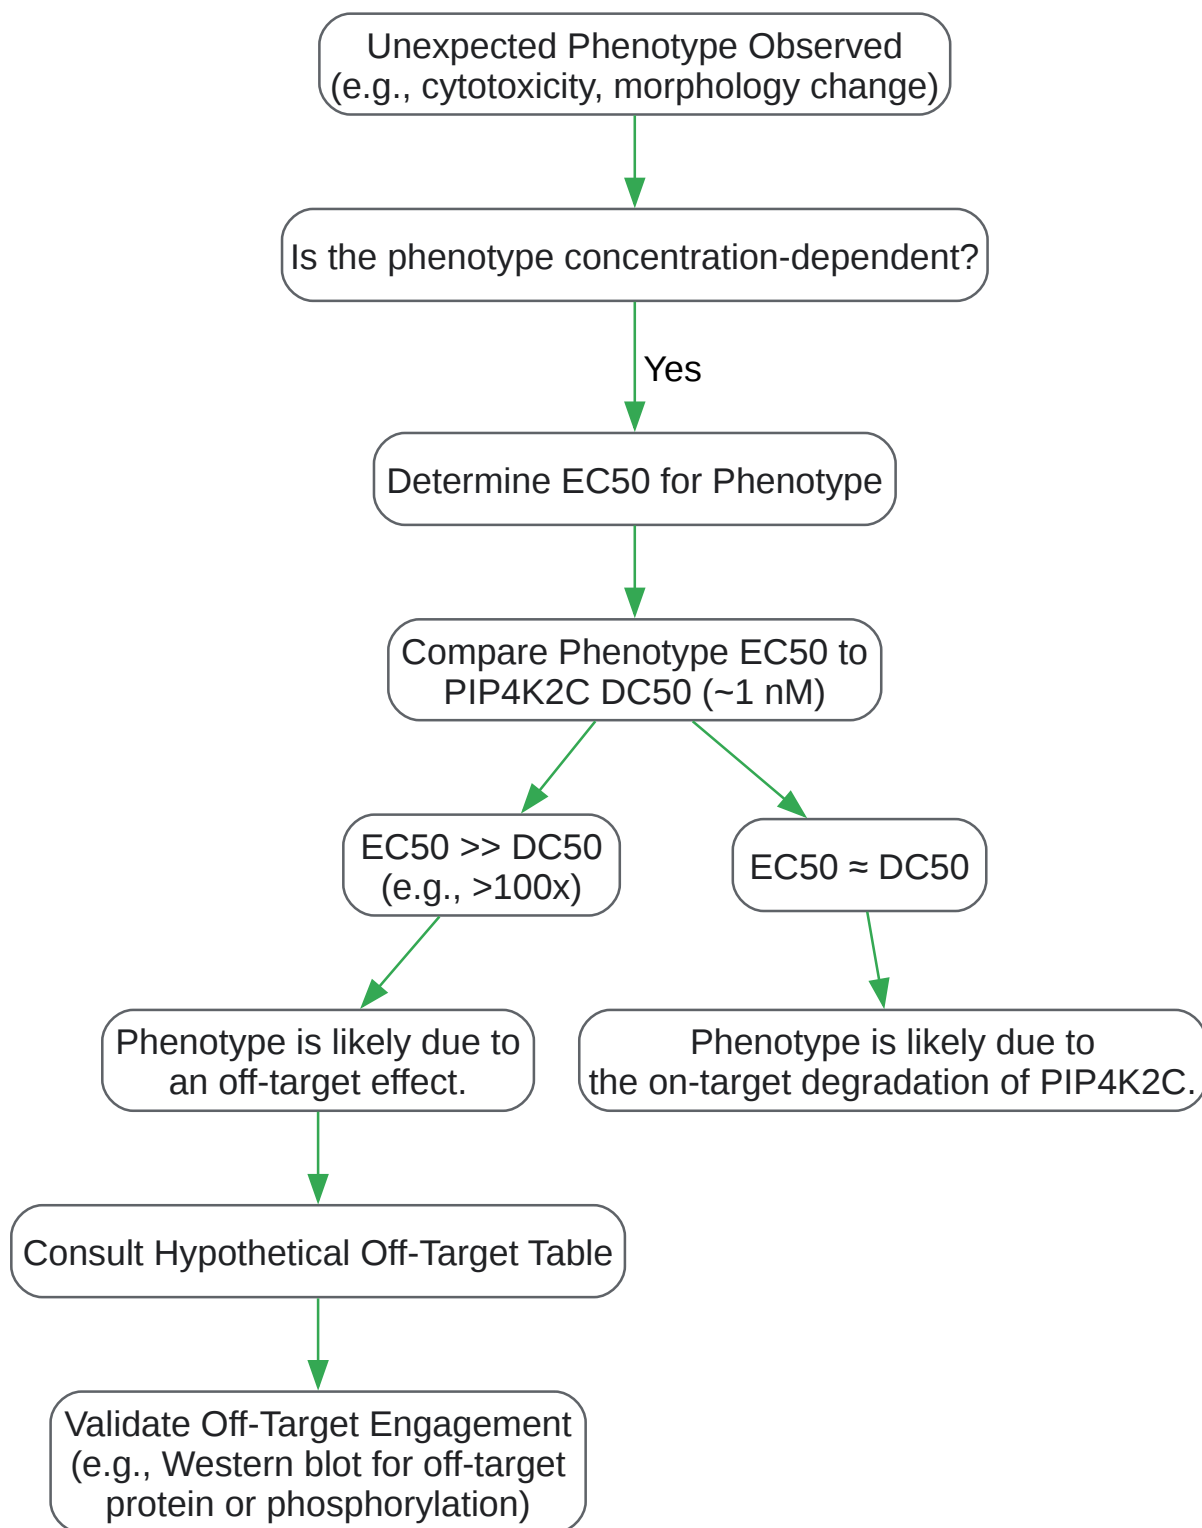 Unexpected Phenotype Observed
(e.g., cytotoxicity, morphology change)
Is the phenotype concentration-dependent?
Yes
Determine EC50 for Phenotype
Compare Phenotype EC50 to
PIP4K2C DC50 (~1 nM)
EC50 >> DC50
(e.g., >100x)
EC50 ≈ DC50
Phenotype is likely due to
an off-target effect.
Phenotype is likely due to
the on-target degradation of PIP4K2C.
Consult Hypothetical Off-Target Table
Validate Off-Target Engagement
(e.g., Western blot for off-target
protein or phosphorylation)